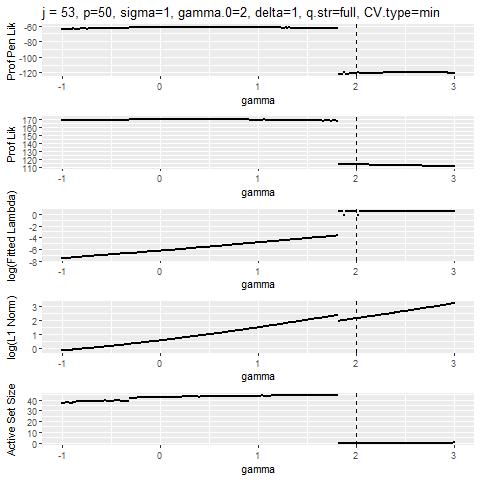 j = 53, p=50, sigma=1, gamma.0=2, delta=1, q.str=full, CV.type=min
Prof Pen Lik
-60
-80
-100
-120
-1 0 1 2 3
gamma
Prof Lik
170
160
150
140
130
120
110
-1 0 1 2 3
gamma
log(Fitted Lambda)
0
-2
-4
-6
-8
-1 0 1 2 3
gamma
log(L1 Norm)
3
2
1
0
-1 0 1 2 3
gamma
Active Set Size
40
30
20
10
0
-1 0 1 2 3
gamma